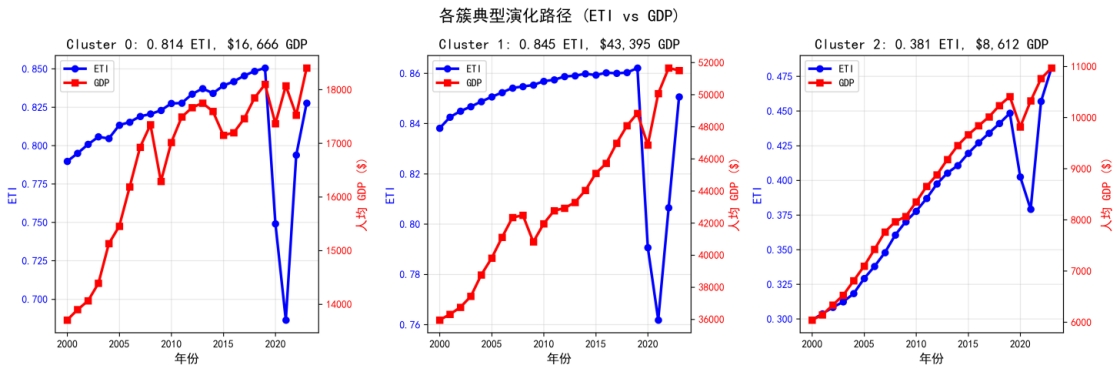 各簇典型演化路径 (ETI vs GDP)
Cluster 0: 0.814 ETI, $16,666 GDP
ETI
GDP
0.850
0.825
0.800
0.775
0.750
0.725
0.700
ETI
18000
17000
16000
15000
14000
人均 GDP ($)
2000
2005
2010
2015
2020
年份
Cluster 1: 0.845 ETI, $43,395 GDP
ETI
GDP
0.86
0.84
0.82
0.80
0.78
0.76
ETI
52000
50000
48000
46000
44000
42000
40000
38000
36000
人均 GDP ($)
2000
2005
2010
2015
2020
年份
Cluster 2: 0.381 ETI, $8,612 GDP
ETI
GDP
0.475
0.450
0.425
0.400
0.375
0.350
0.325
0.300
ETI
11000
10000
9000
8000
7000
6000
人均 GDP ($)
2000
2005
2010
2015
2020
年份